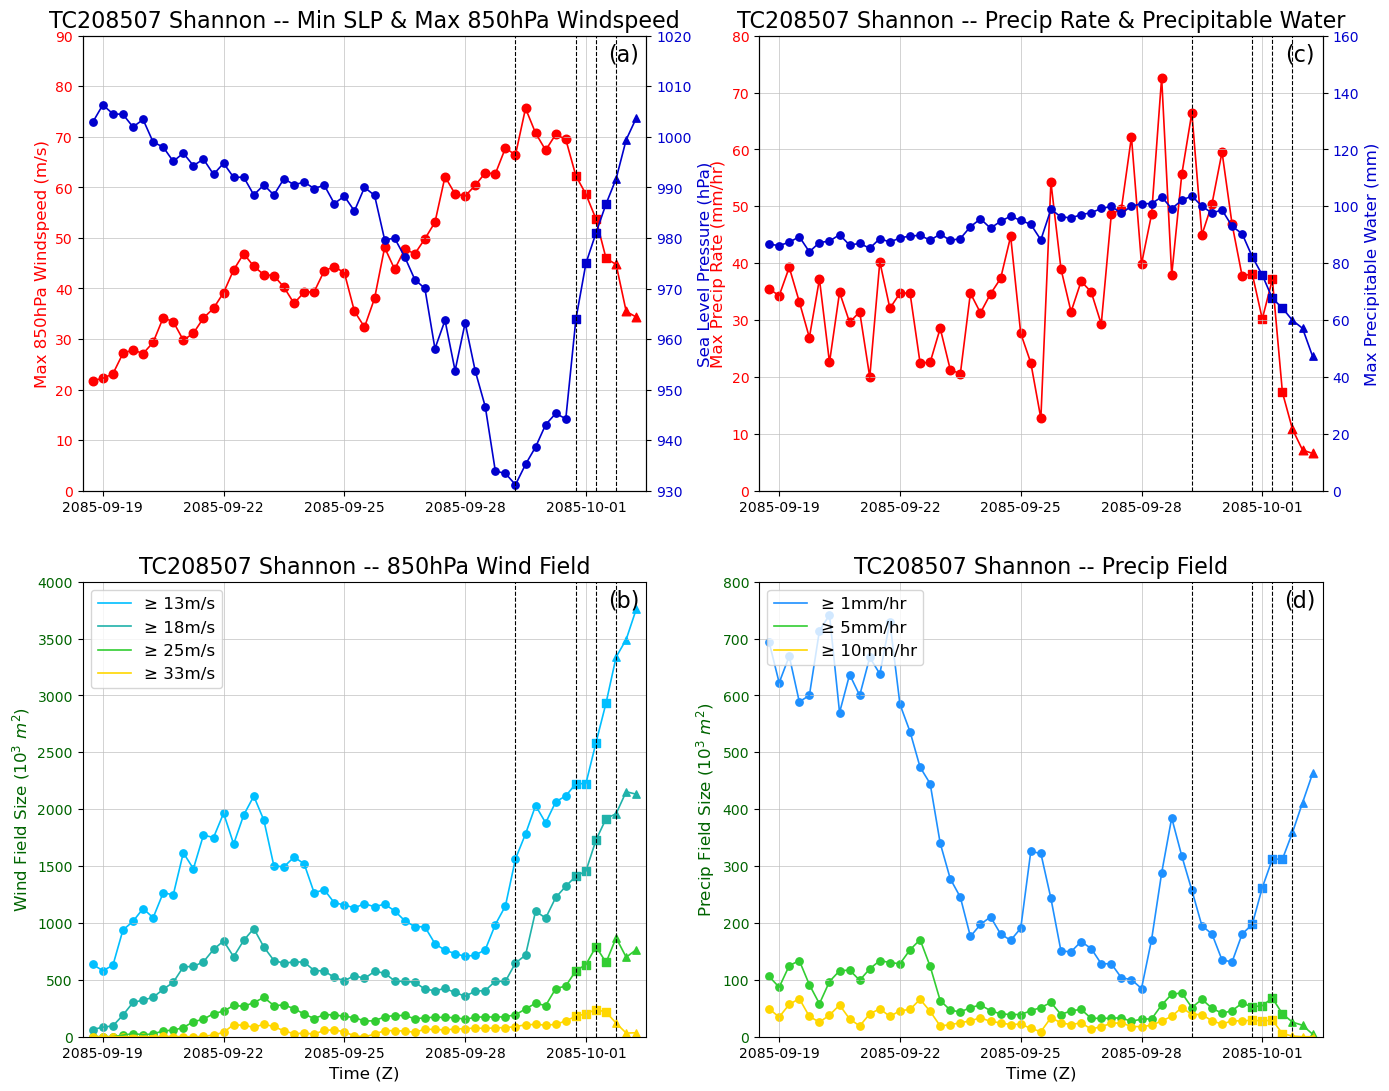 TC208507 Shannon -- Min SLP & Max 850hPa Windspeed
(a)
90
80
70
60
50
40
30
20
10
0
Max 850hPa Windspeed (m/s)
1020
1010
1000
990
980
970
960
950
940
930
Sea Level Pressure (hPa)
2085-09-19 2085-09-22 2085-09-25 2085-09-28 2085-10-01
TC208507 Shannon -- Precip Rate & Precipitable Water
(c)
80
70
60
50
40
30
20
10
0
Max Precip Rate (mm/hr)
160
140
120
100
80
60
40
20
0
Max Precipitable Water (mm)
2085-09-19 2085-09-22 2085-09-25 2085-09-28 2085-10-01
TC208507 Shannon -- 850hPa Wind Field
(b)
≥ 13m/s
≥ 18m/s
≥ 25m/s
≥ 33m/s
4000
3500
3000
2500
2000
1500
1000
500
0
Wind Field Size (10³ m²)
2085-09-19 2085-09-22 2085-09-25 2085-09-28 2085-10-01
Time (Z)
TC208507 Shannon -- Precip Field
(d)
≥ 1mm/hr
≥ 5mm/hr
≥ 10mm/hr
800
700
600
500
400
300
200
100
0
Precip Field Size (10³ m²)
2085-09-19 2085-09-22 2085-09-25 2085-09-28 2085-10-01
Time (Z)